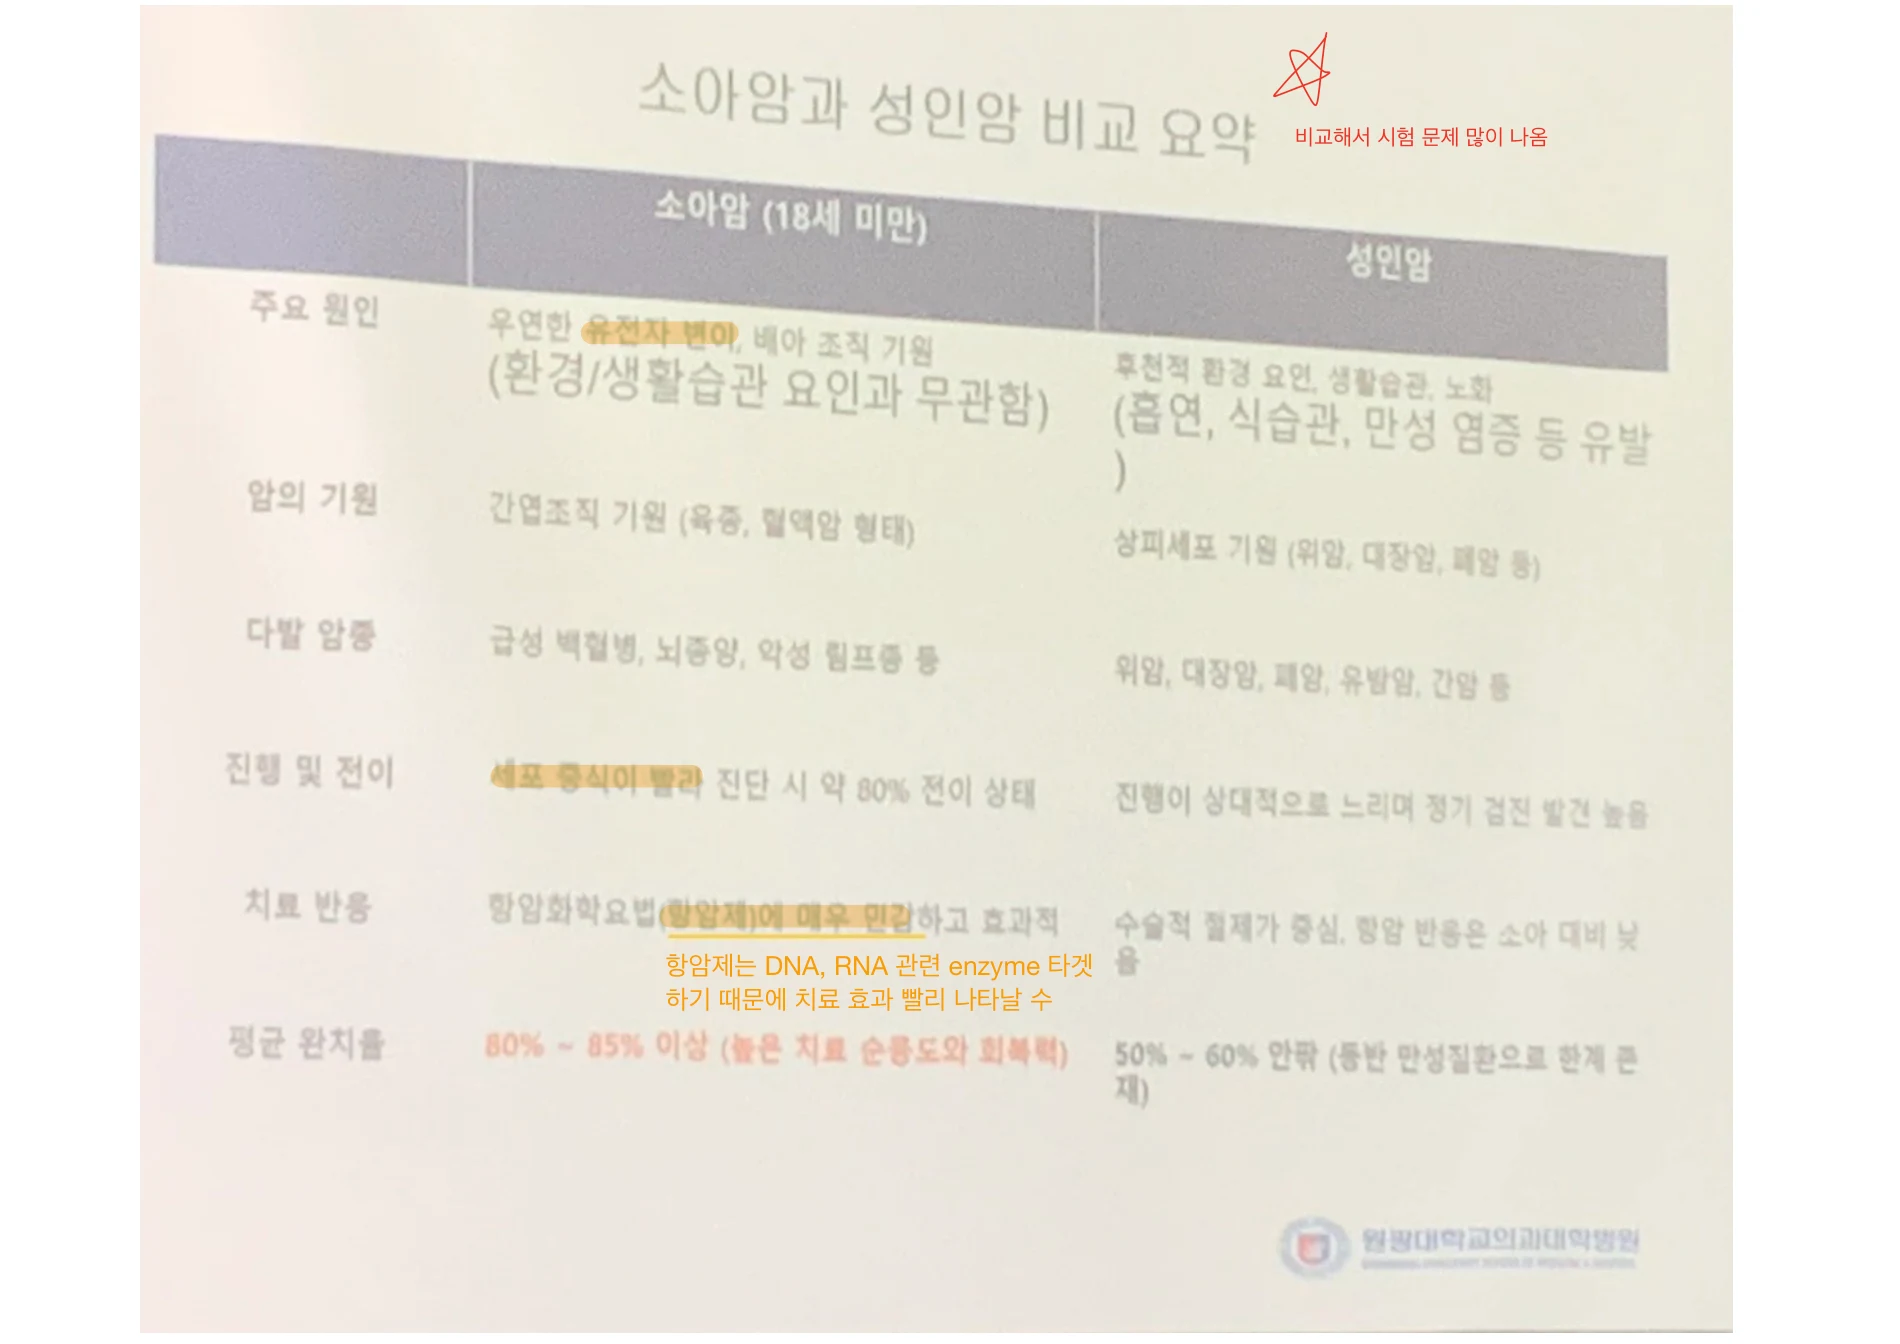 소아암과 성인암 비교 요약
비교해서 시험 문제 많이 나옴
소아암 (18세 미만)
성인암
주요 원인
우연한 유전자 변이, 배아 조직 기원
(환경/생활습관 요인과 무관함)
후천적 환경 요인, 생활습관, 노화
(흡연, 식습관, 만성 염증 등 유발
)
암의 기원
간엽조직 기원 (육종, 혈액암 형태)
상피세포 기원 (위암, 대장암, 폐암 등)
다발 암종
급성 백혈병, 뇌종양, 악성 림프종 등
위암, 대장암, 폐암, 유방암, 간암 등
진행 및 전이
세포 증식이 빨라 진단 시 약 80% 전이 상태
진행이 상대적으로 느리며 정기 검진 발견 높음
치료 반응
항암화학요법(항암제)에 매우 민감하고 효과적
수술적 절제가 중심, 항암 반응은 소아 대비 낮
음
항암제는 DNA, RNA 관련 enzyme 타겟
하기 때문에 치료 효과 빨리 나타날 수
평균 완치율
80% ~ 85% 이상 (높은 치료 순응도와 회복력)
50% ~ 60% 안팎 (동반 만성질환으로 한계 존
재)
원광대학교의과대학병원